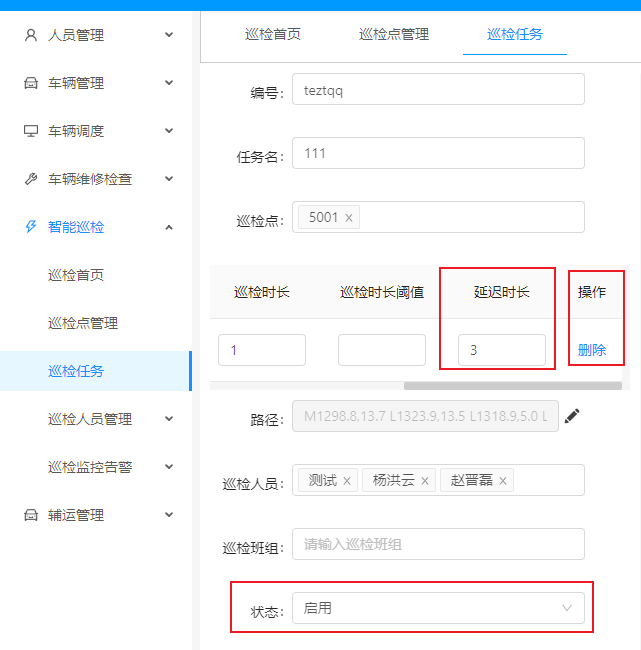 人员管理
车辆管理
车辆调度
车辆维修检查
智能巡检
巡检首页
巡检点管理
巡检任务
巡检人员管理
巡检监控告警
辅运管理
巡检首页 巡检点管理 巡检任务
编号: teztqq
任务名: 111
巡检点: 5001 x
巡检时长 巡检时长阈值 延迟时长 操作
1 3 删除
路径: M1298.8,13.7 L1323.9,13.5 L1318.9,5.0 L
巡检人员: 测试 x 杨洪云 x 赵晋磊 x
巡检班组: 请输入巡检班组
状态: 启用